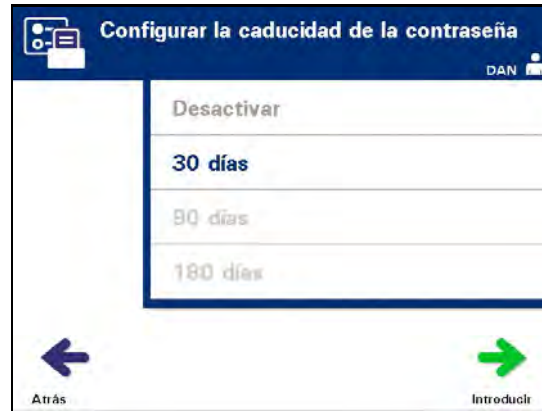 Configurar la caducidad de la contraseña
DAN
Desactivar
30 días
90 días
180 días
Atrás
Introducir